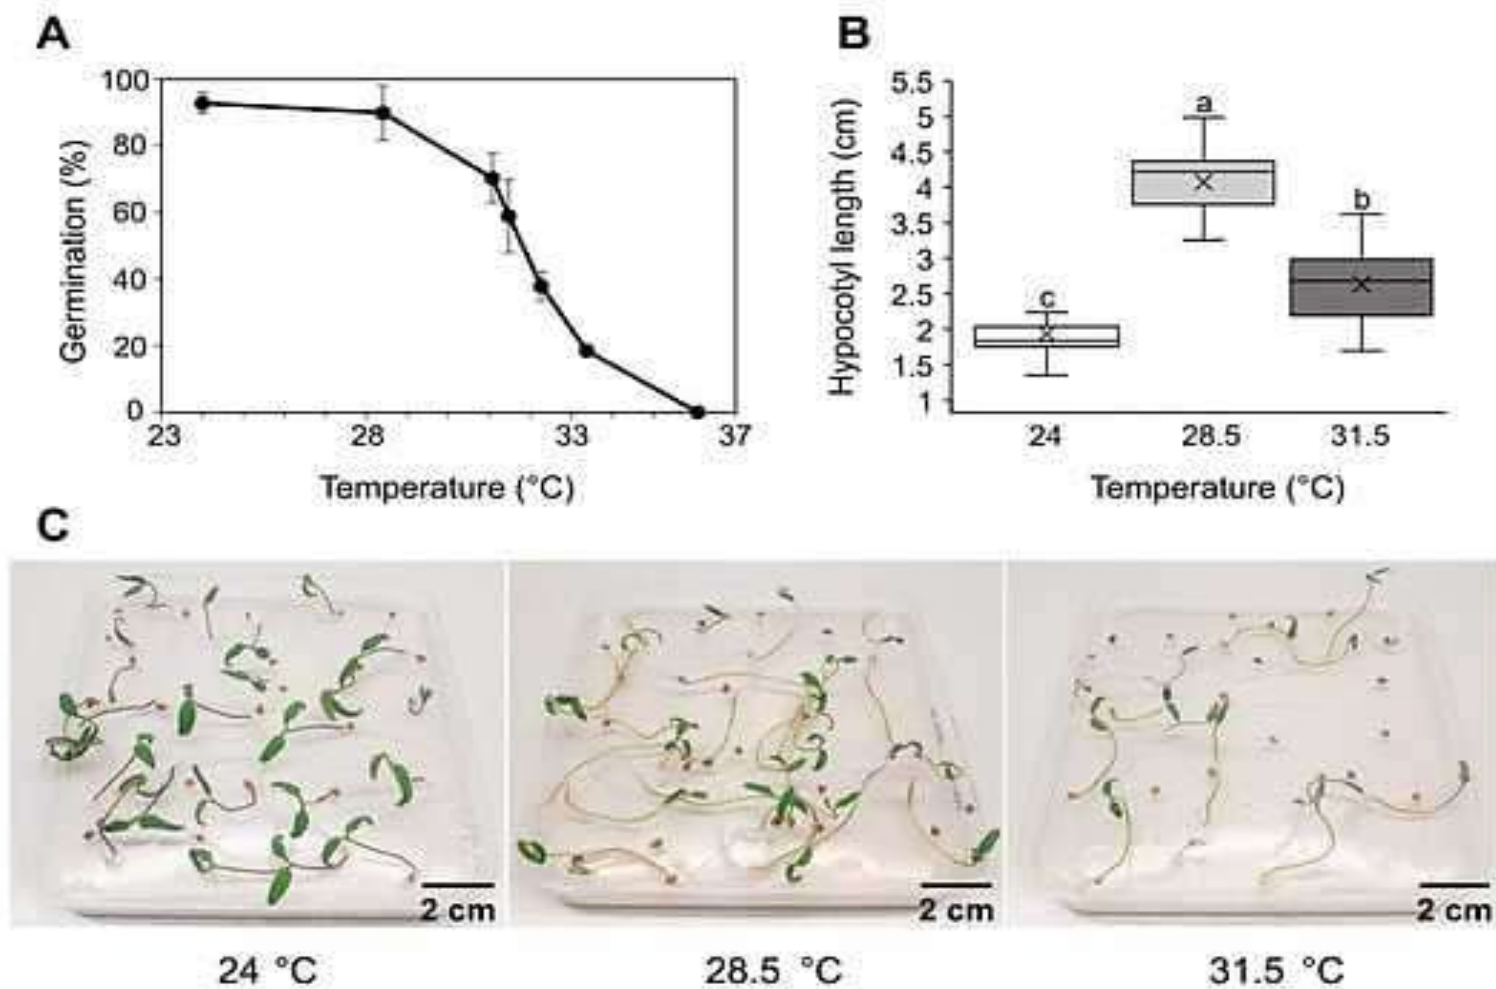 A
Germination (%)
100
80
60
40
20
0
23 28 33 37
Temperature (°C)
B
Hypocotyl length (cm)
5.5
5
4.5
4
3.5
3
2.5
2
1.5
1
c
a
b
24 28.5 31.5
Temperature (°C)
C
2 cm 2 cm 2 cm
24 °C 28.5 °C 31.5 °C